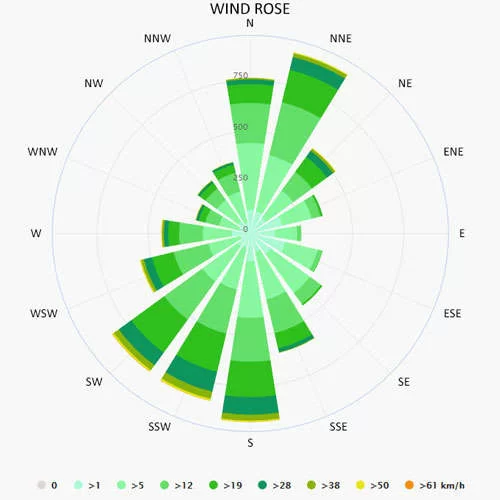 WIND ROSE
N
NNW
NNE
NW
NE
750
500
WNW
ENE
250
W
0
E
WSW
ESE
SW
SE
SSW
SSE
S
0 >1 >5 >12 >19 >28 >38 >50 >61 km/h